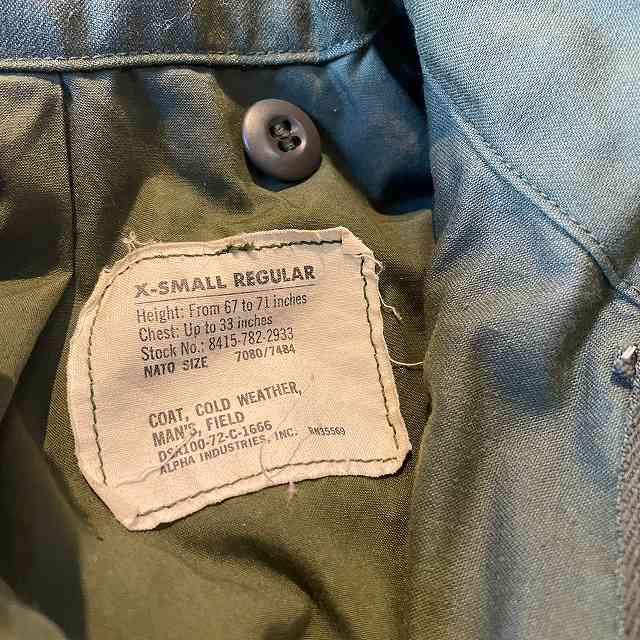 X-SMALL REGULAR
Height: From 67 to 71 inches
Chest: Up to 33 inches
Stock No.: 8415-782-2933
NATO SIZE 7080/7484
COAT, COLD WEATHER,
MAN'S, FIELD
DSA100-72-C-1666
ALPHA INDUSTRIES, INC. RN35569